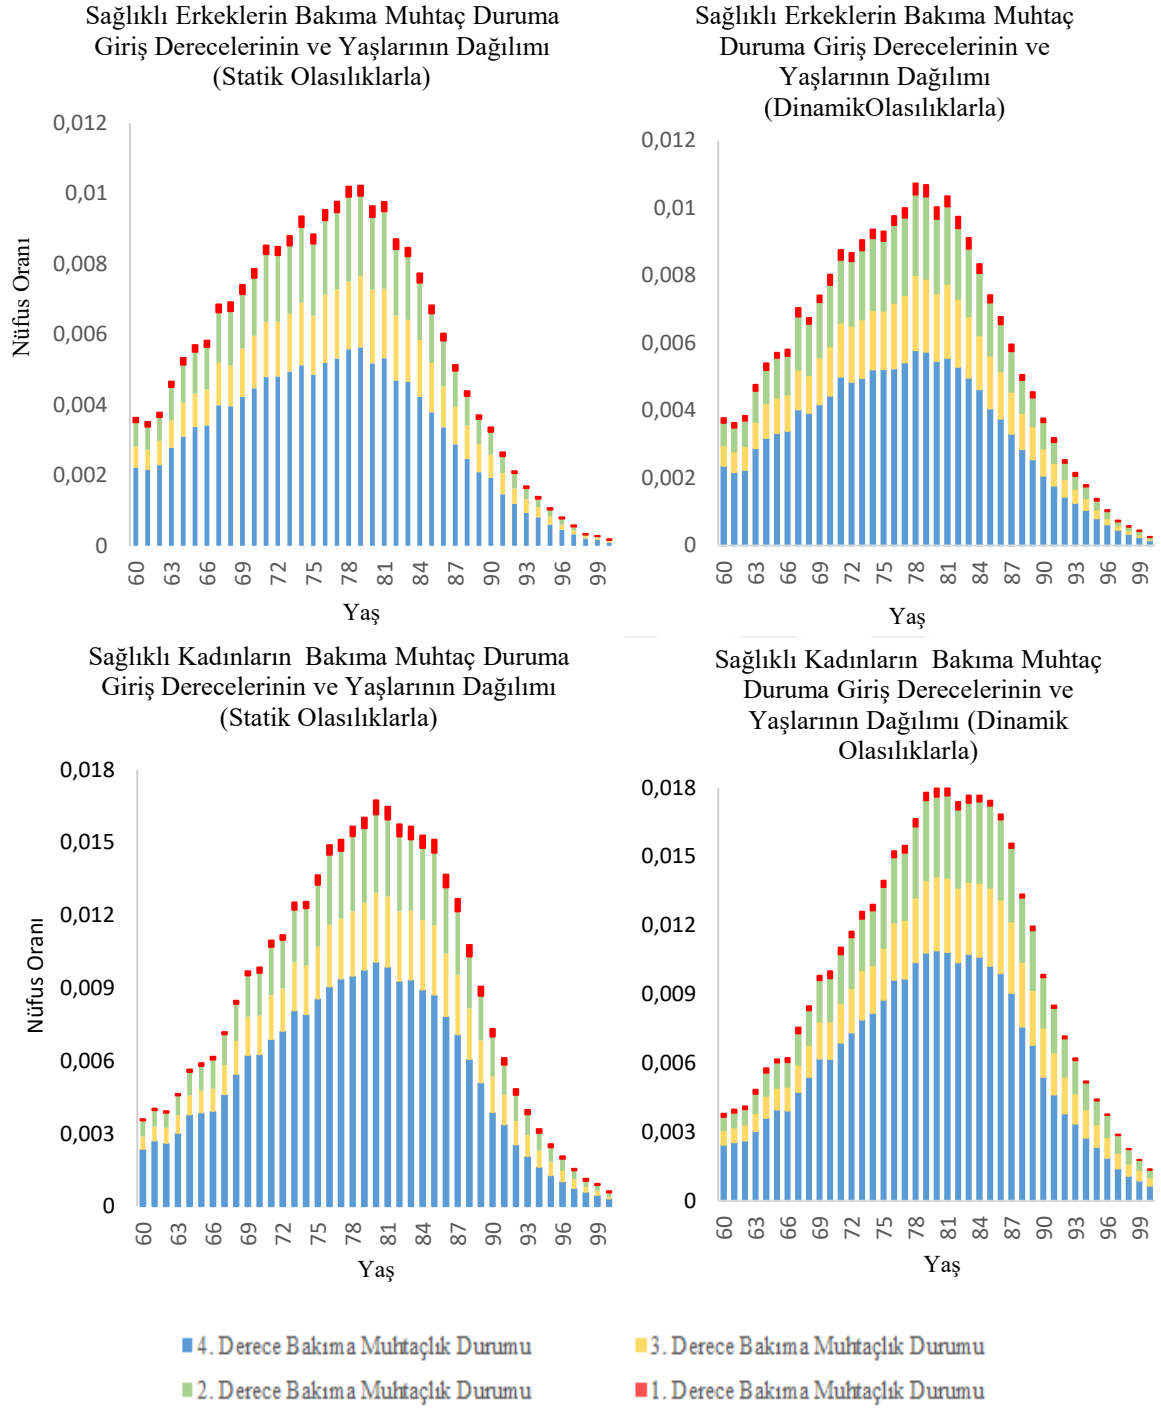 Sağlıklı Erkeklerin Bakıma Muhtaç Duruma
Giriş Derecelerinin ve Yaşlarının Dağılımı
(Statik Olasılıklarla)
0,012
0,01
0,008
0,006
0,004
0,002
0
Nüfus Oranı
60 63 66 69 72 75 78 81 84 87 90 93 96 99
Yaş
Sağlıklı Erkeklerin Bakıma Muhtaç
Duruma Giriş Derecelerinin ve
Yaşlarının Dağılımı
(DinamikOlasılıklarla)
0,012
0,01
0,008
0,006
0,004
0,002
0
60 63 66 69 72 75 78 81 84 87 90 93 96 99
Yaş
Sağlıklı Kadınların  Bakıma Muhtaç Duruma
Giriş Derecelerinin ve Yaşlarının Dağılımı
(Statik Olasılıklarla)
0,018
0,015
0,012
0,009
0,006
0,003
0
Nüfus Oranı
60 63 66 69 72 75 78 81 84 87 90 93 96 99
Yaş
Sağlıklı Kadınların  Bakıma Muhtaç
Duruma Giriş Derecelerinin ve
Yaşlarının Dağılımı (Dinamik
Olasılıklarla)
0,018
0,015
0,012
0,009
0,006
0,003
0
60 63 66 69 72 75 78 81 84 87 90 93 96 99
Yaş
4. Derece Bakıma Muhtaçlık Durumu
3. Derece Bakıma Muhtaçlık Durumu
2. Derece Bakıma Muhtaçlık Durumu
1. Derece Bakıma Muhtaçlık Durumu